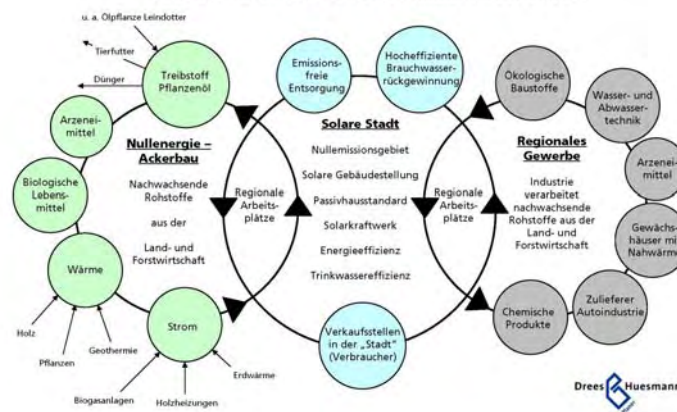 u. a. Ölpflanze Leindotter
Tierfutter
Dünger
Treibstoff
Pflanzenöl
Arzenei-
mittel
Biologische
Lebens-
mittel
Wärme
Strom
Holz
Pflanzen
Geothermie
Biogasanlagen
Holzheizungen
Erdwärme
Nullenergie –
Ackerbau
Nachwachsende
Rohstoffe
aus der
Land- und
Forstwirtschaft
Regionale
Arbeits-
plätze
Emissions-
freie
Entsorgung
Hocheffiziente
Brauchwasser-
rückgewinnung
Solare Stadt
Nullemissionsgebiet
Solare Gebäudestellung
Passivhausstandard
Solarkraftwerk
Energieeffizienz
Trinkwassereffizienz
Verkaufsstellen
in der „Stadt“
(Verbraucher)
Regionale
Arbeits-
plätze
Regionales
Gewerbe
Industrie
verarbeitet
nachwachsende
Rohstoffe aus der
Land- und
Forstwirtschaft
Ökologische
Baustoffe
Wasser- und
Abwasser-
technik
Arzenei-
mittel
Gewächs-
häuser mit
Nahwärme
Zulieferer
Autoindustrie
Chemische
Produkte
Drees Huesmann